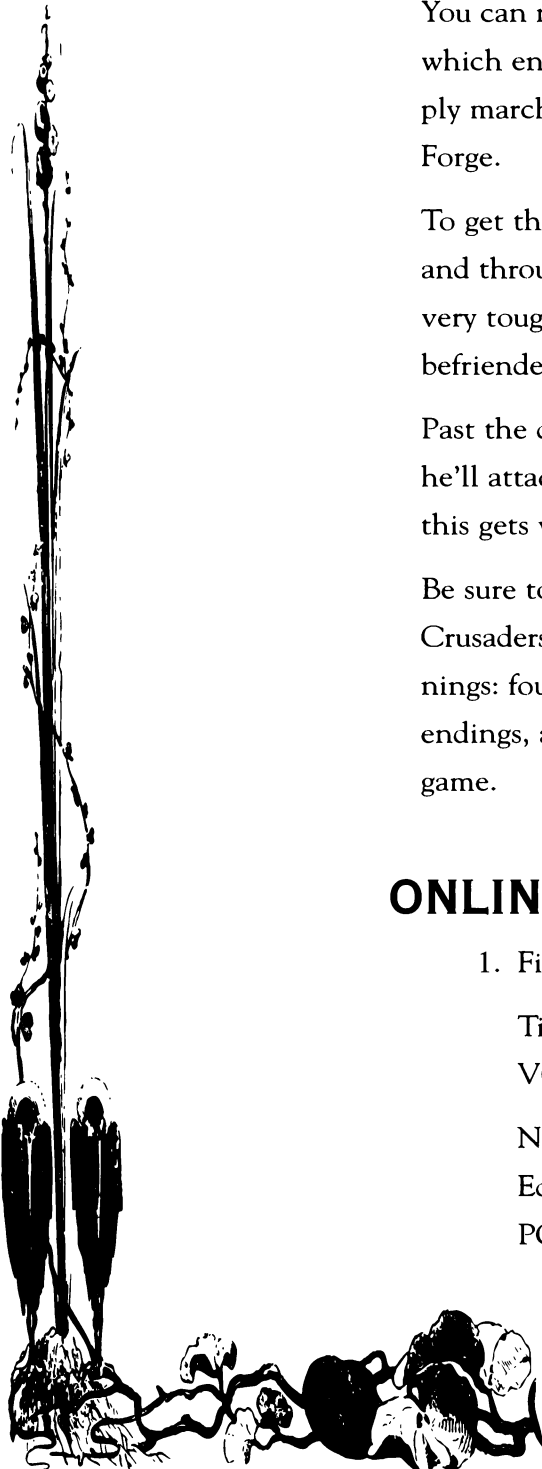 You can
which en
ply march
Forge.
To get th
and throu
very toug
befriende
Past the
he'll attac
this gets
Be sure to
Crusaders
nings: fou
endings,
game.
ONLIN
1. Fi
Ti
V
N
Ec
PO